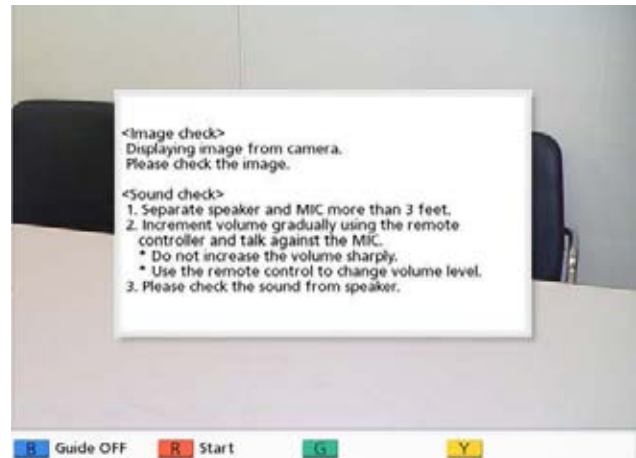 <Image check>
Displaying image from camera.
Please check the image.
<Sound check>
1. Separate speaker and MIC more than 3 feet.
2. Increment volume gradually using the remote
controller and talk against the MIC.
* Do not increase the volume sharply.
* Use the remote control to change volume level.
3. Please check the sound from speaker.
B Guide OFF R Start G Y